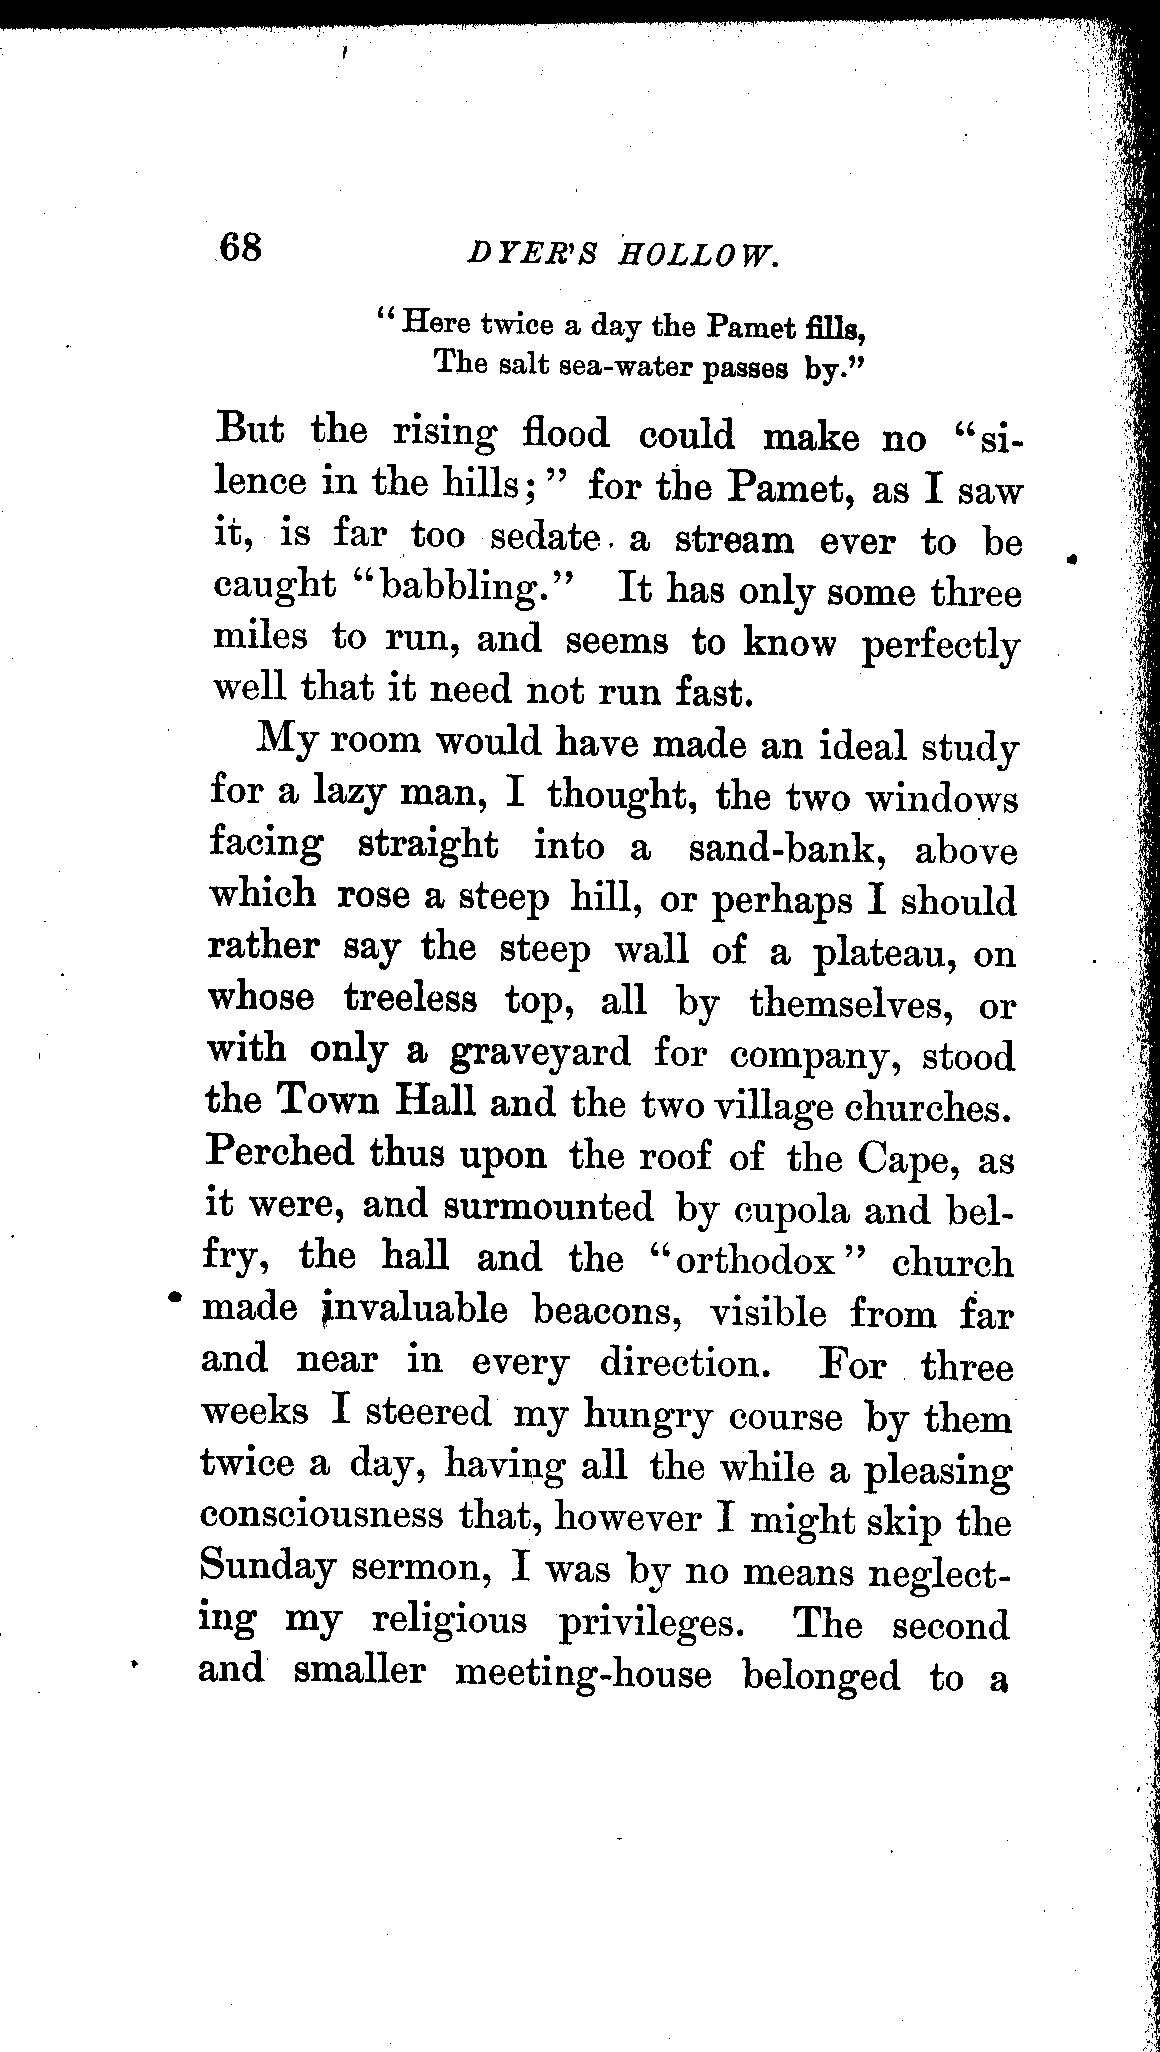 68 DYER'S HOLLOW.
"Here twice a day the Pamet fills,
The salt sea-water passes by."
But the rising flood could make no "si-
lence in the hills;" for the Pamet, as I saw
it, is far too sedate a stream ever to be
caught "babbling." It has only some three
miles to run, and seems to know perfectly
well that it need not run fast.
My room would have made an ideal study
for a lazy man, I thought, the two windows
facing straight into a sand-bank, above
which rose a steep hill, or perhaps I should
rather say the steep wall of a plateau, on
whose treeless top, all by themselves, or
with only a graveyard for company, stood
the Town Hall and the two village churches.
Perched thus upon the roof of the Cape, as
it were, and surmounted by cupola and bel-
fry, the hall and the "orthodox" church
made invaluable beacons, visible from far
and near in every direction. For three
weeks I steered my hungry course by them
twice a day, having all the while a pleasing
consciousness that, however I might skip the
Sunday sermon, I was by no means neglect-
ing my religious privileges. The second
and smaller meeting-house belonged to a